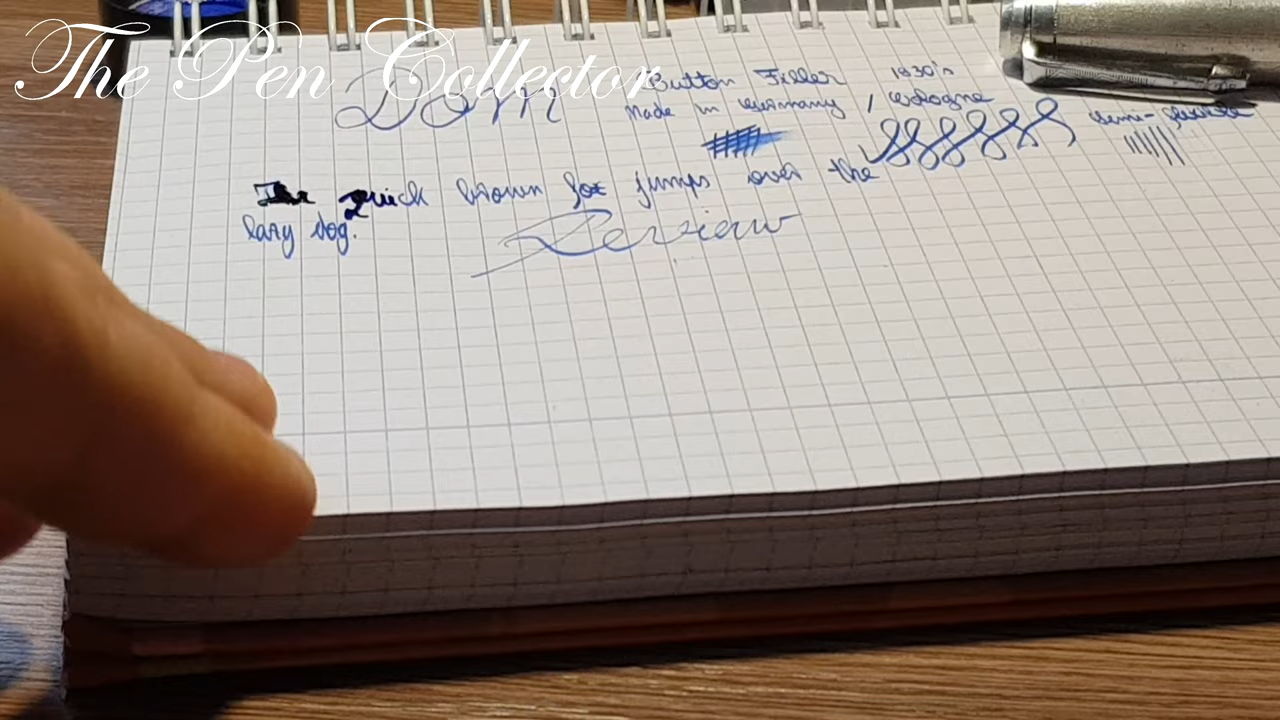 The Pen Collector
DOM Button Filler 1930's
Made in Germany / Cologne
semi-flexible
The quick brown fox jumps over the
lazy dog.
Review